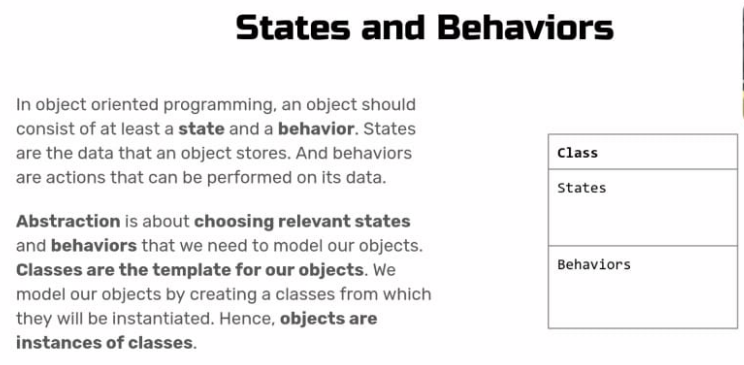 States and Behaviors
In object oriented programming, an object should
consist of at least a state and a behavior. States
are the data that an object stores. And behaviors
are actions that can be performed on its data.
Abstraction is about choosing relevant states
and behaviors that we need to model our objects.
Classes are the template for our objects. We
model our objects by creating a classes from which
they will be instantiated. Hence, objects are
instances of classes.
Class
States
Behaviors